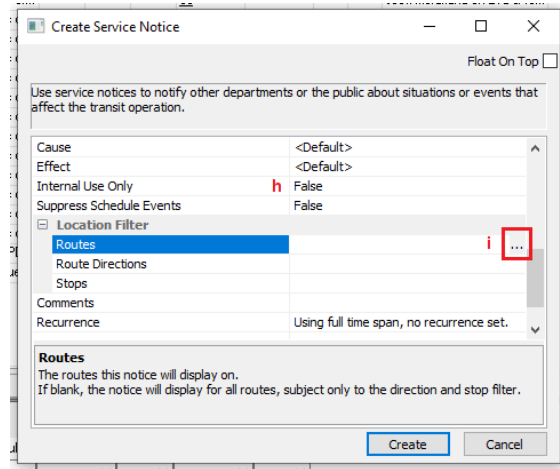 Create Service Notice
Float On Top
Use service notices to notify other departments or the public about situations or events that
affect the transit operation.
Cause <Default>
Effect <Default>
Internal Use Only h False
Suppress Schedule Events False
Location Filter
Routes i ...
Route Directions
Stops
Comments
Recurrence Using full time span, no recurrence set.
Routes
The routes this notice will display on.
If blank, the notice will display for all routes, subject only to the direction and stop filter.
Create Cancel